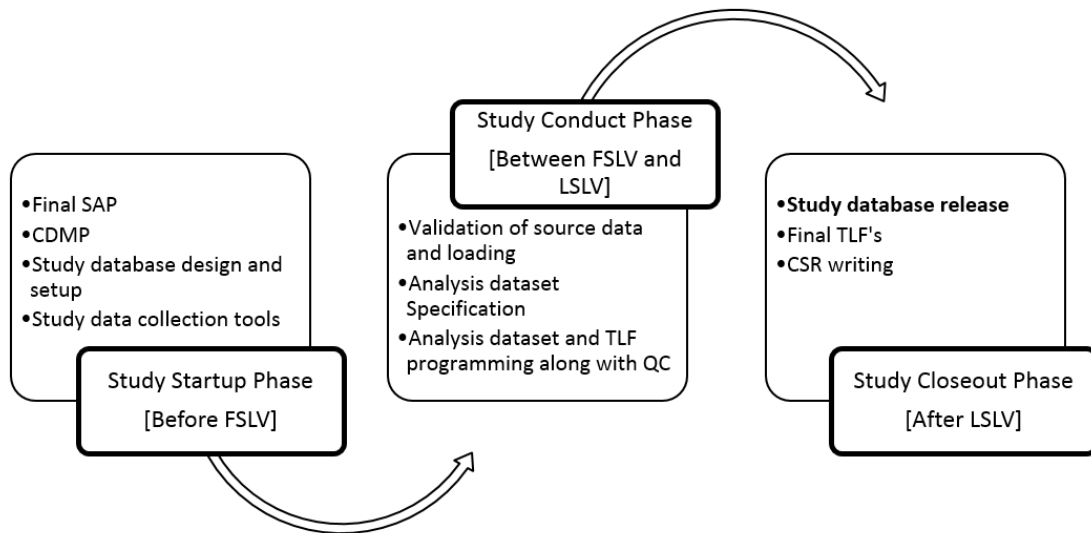 •Final SAP
•CDMP
•Study database design and
setup
•Study data collection tools
Study Startup Phase
[Before FSLV]
Study Conduct Phase
[Between FSLV and
LSLV]
•Validation of source data
and loading
•Analysis dataset
Specification
•Analysis dataset and TLF
programming along with QC
•Study database release
•Final TLF's
•CSR writing
Study Closeout Phase
[After LSLV]